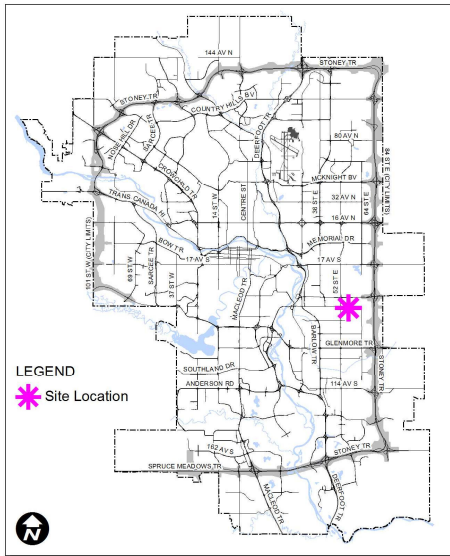 144 AV N
STONEY TR
STONEY TR
COUNTRY HILLS BV
NOSE HILL DR
SARCEE TR
DEERFOOT TR
80 AV N
84 ST E (CITY LIMITS)
CROWCHILD TR
MCKNIGHT BV
14 ST W
CENTRE ST
36 ST E
32 AV N
64 ST E
TRANS CANADA HI
16 AV N
MEMORIAL DR
BOW TR
17 AV S
17 AV S
101 ST W (CITY LIMITS)
69 ST W
SARCEE TR
37 ST W
MACLEOD TR
52 ST E
BARLOW TR
GLENMORE TR
STONEY TR
SOUTHLAND DR
ANDERSON RD
114 AV S
LEGEND
Site Location
162 AV S
STONEY TR
SPRUCE MEADOWS TR
MACLEOD TR
DEERFOOT TR
N